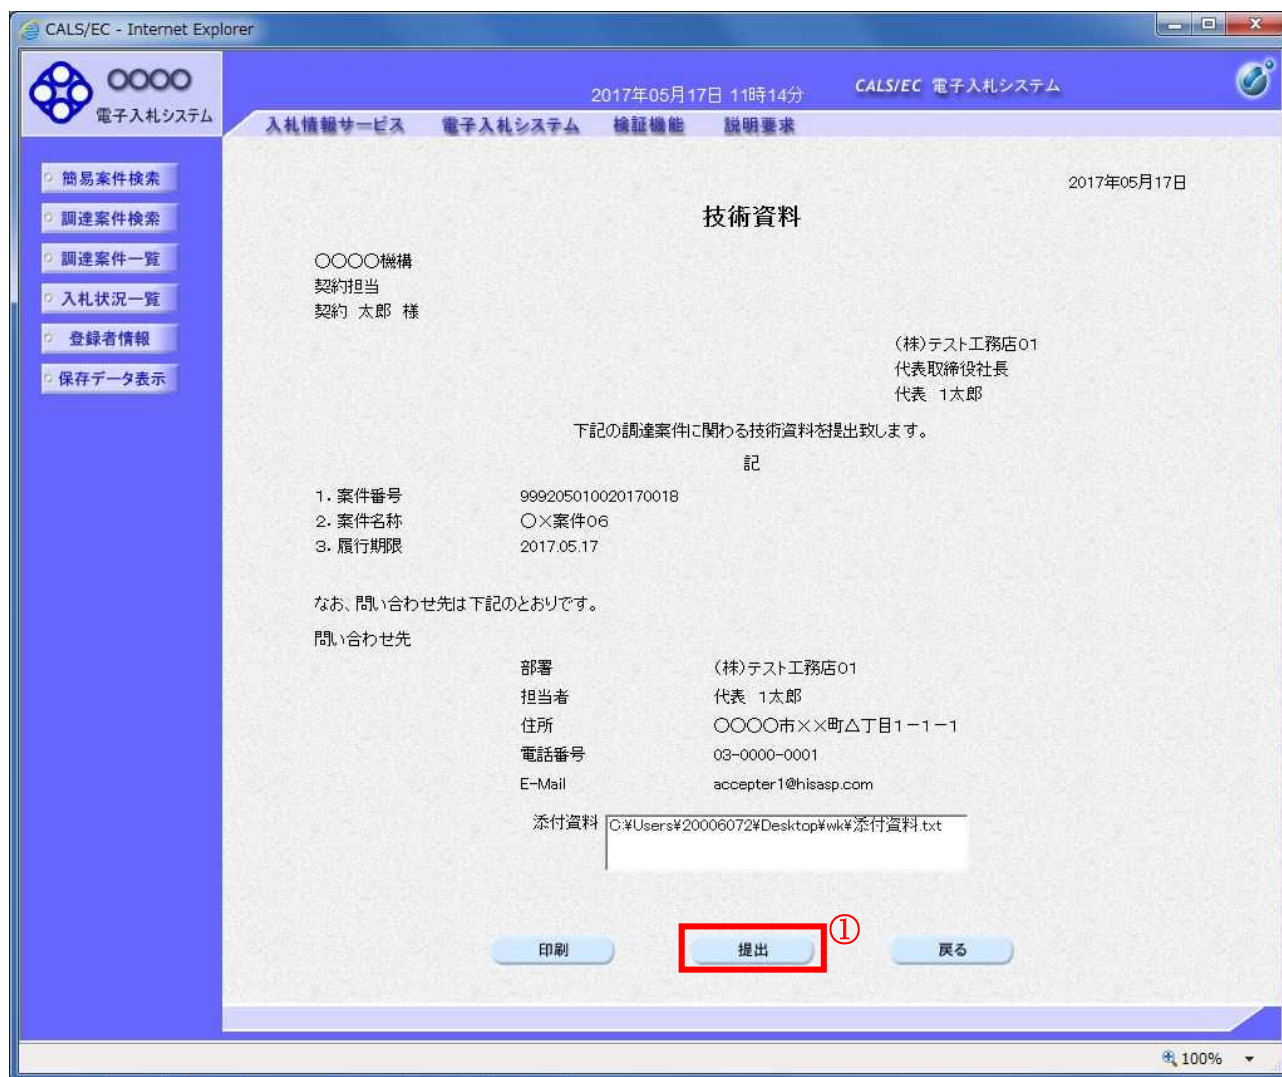 CALS/EC - Internet Explorer
〇〇〇〇
電子入札システム
2017年05月17日 11時14分
CALS/EC 電子入札システム
入札情報サービス 電子入札システム 検証機能 説明要求
簡易案件検索
調達案件検索
調達案件一覧
入札状況一覧
登録者情報
保存データ表示
2017年05月17日
技術資料
〇〇〇〇機構
契約担当
契約 太郎 様
(株)テスト工務店01
代表取締役社長
代表 1太郎
下記の調達案件に関わる技術資料を提出致します。
記
1.案件番号 999205010020170018
2.案件名称 〇×案件06
3.履行期限 2017.05.17
なお、問い合わせ先は下記のとおりです。
問い合わせ先
部署 (株)テスト工務店01
担当者 代表 1太郎
住所 〇〇〇〇市××町△丁目1-1-1
電話番号 03-0000-0001
E-Mail accepter1@hisasp.com
添付資料 C:¥Users¥20006072¥Desktop¥wk¥添付資料.txt
①
印刷 提出 戻る
100%